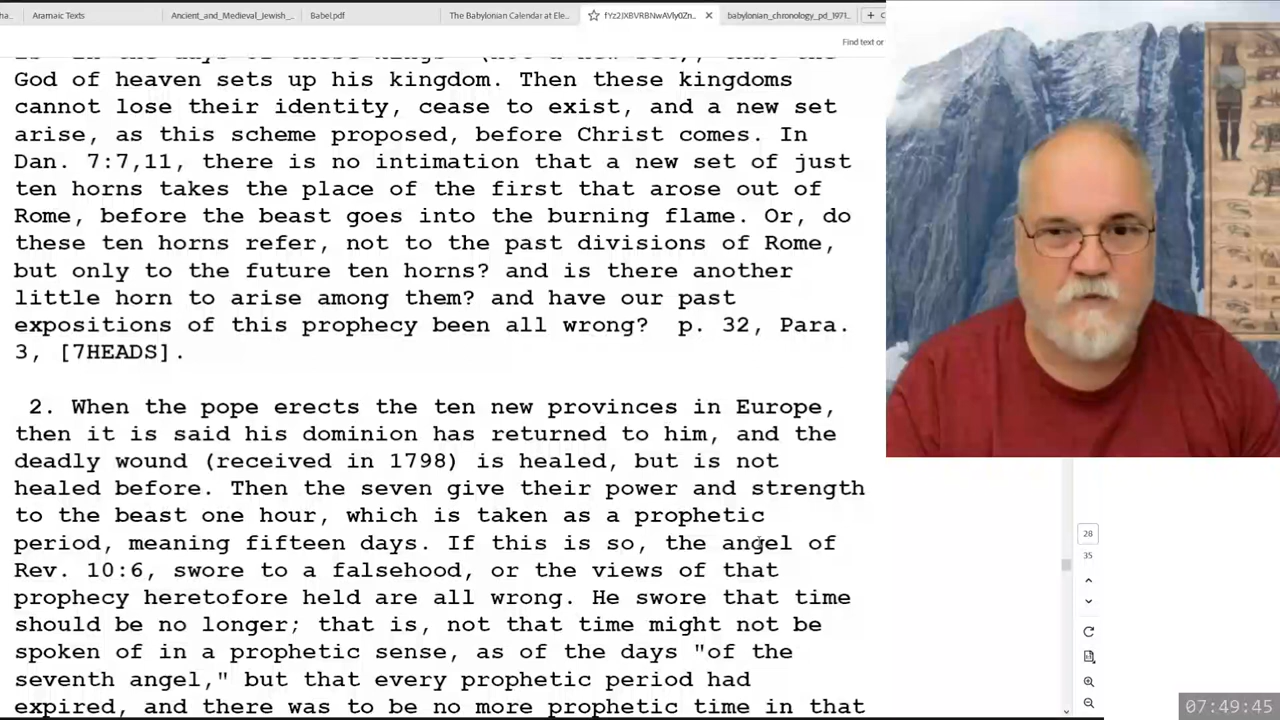 ha...
Aramaic Texts
Ancient_and_Medieval_Jewish_...
Babel.pdf
The Babylonian Calendar at Ele...
fYz2JXBVRBNwAVly0Zn...
babylonian_chronology_pd_1971...
C
Find text or
God of heaven sets up his kingdom. Then these kingdoms
cannot lose their identity, cease to exist, and a new set
arise, as this scheme proposed, before Christ comes. In
Dan. 7:7,11, there is no intimation that a new set of just
ten horns takes the place of the first that arose out of
Rome, before the beast goes into the burning flame. Or, do
these ten horns refer, not to the past divisions of Rome,
but only to the future ten horns? and is there another
little horn to arise among them? and have our past
expositions of this prophecy been all wrong? p. 32, Para.
3, [7HEADS].
2. When the pope erects the ten new provinces in Europe,
then it is said his dominion has returned to him, and the
deadly wound (received in 1798) is healed, but is not
healed before. Then the seven give their power and strength
to the beast one hour, which is taken as a prophetic
period, meaning fifteen days. If this is so, the angel of
Rev. 10:6, swore to a falsehood, or the views of that
prophecy heretofore held are all wrong. He swore that time
should be no longer; that is, not that time might not be
spoken of in a prophetic sense, as of the days "of the
seventh angel," but that every prophetic period had
expired, and there was to be no more prophetic time in that
28
35
07:49:45